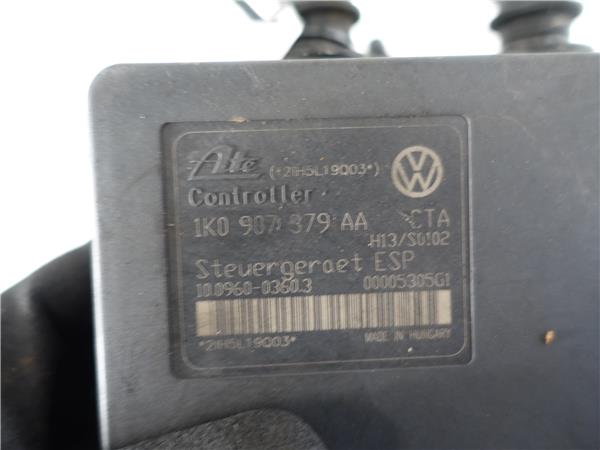 Ate (*2IH5L19Q03*)
Controller
1K0 907 379 AA CTA
H13/S0102
Steuergeraet ESP
10.0960-0360.3 00005305G1
*2IH5L19Q03* MADE IN HUNGARY